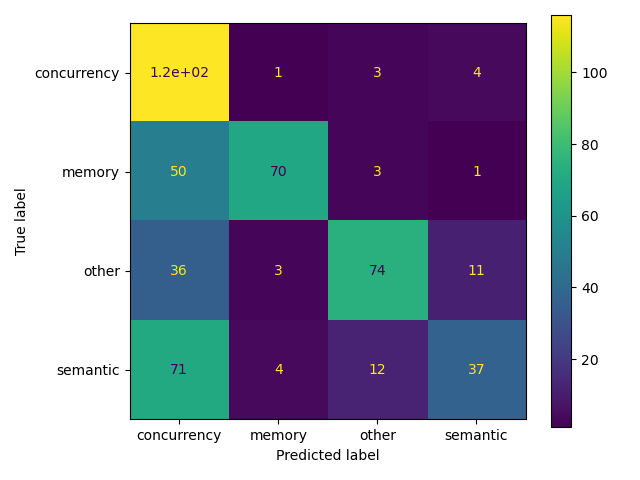 concurrency 1.2e+02 1 3 4
memory 50 70 3 1
other 36 3 74 11
semantic 71 4 12 37
concurrency memory other semantic
Predicted label
True label
100
80
60
40
20